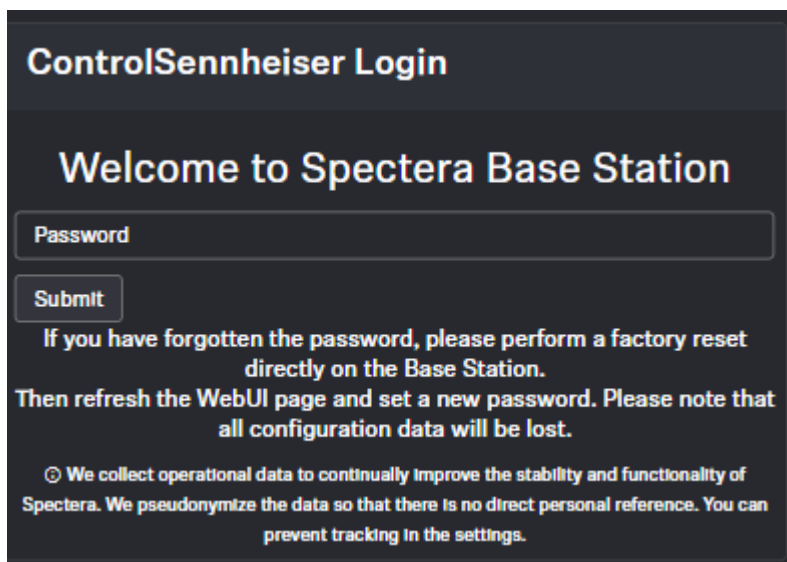 ControlSennheiser Login
Welcome to Spectera Base Station
Password
Submit
If you have forgotten the password, please perform a factory reset
directly on the Base Station.
Then refresh the WebUI page and set a new password. Please note that
all configuration data will be lost.
We collect operational data to continually improve the stability and functionality of
Spectera. We pseudonymize the data so that there is no direct personal reference. You can
prevent tracking in the settings.